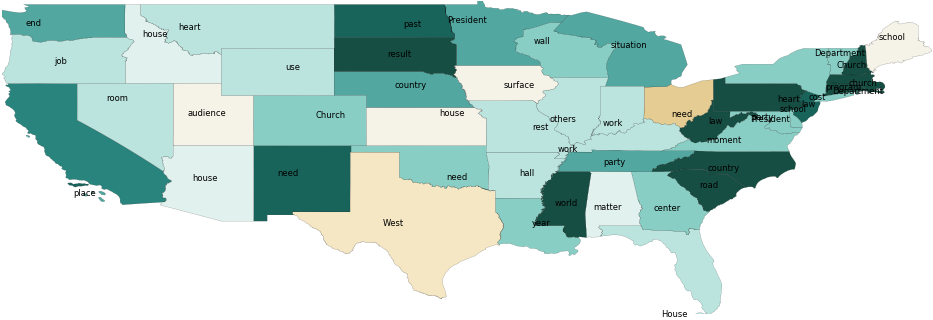 end
house
heart
past
President
wall
situation
school
job
use
result
Department
Church
room
country
surface
church
program
Department
audience
Church
house
rest
others
work
need
heart
cost
school
law
law
party
President
work
moment
house
need
need
hall
party
country
place
West
world
year
matter
center
road
House